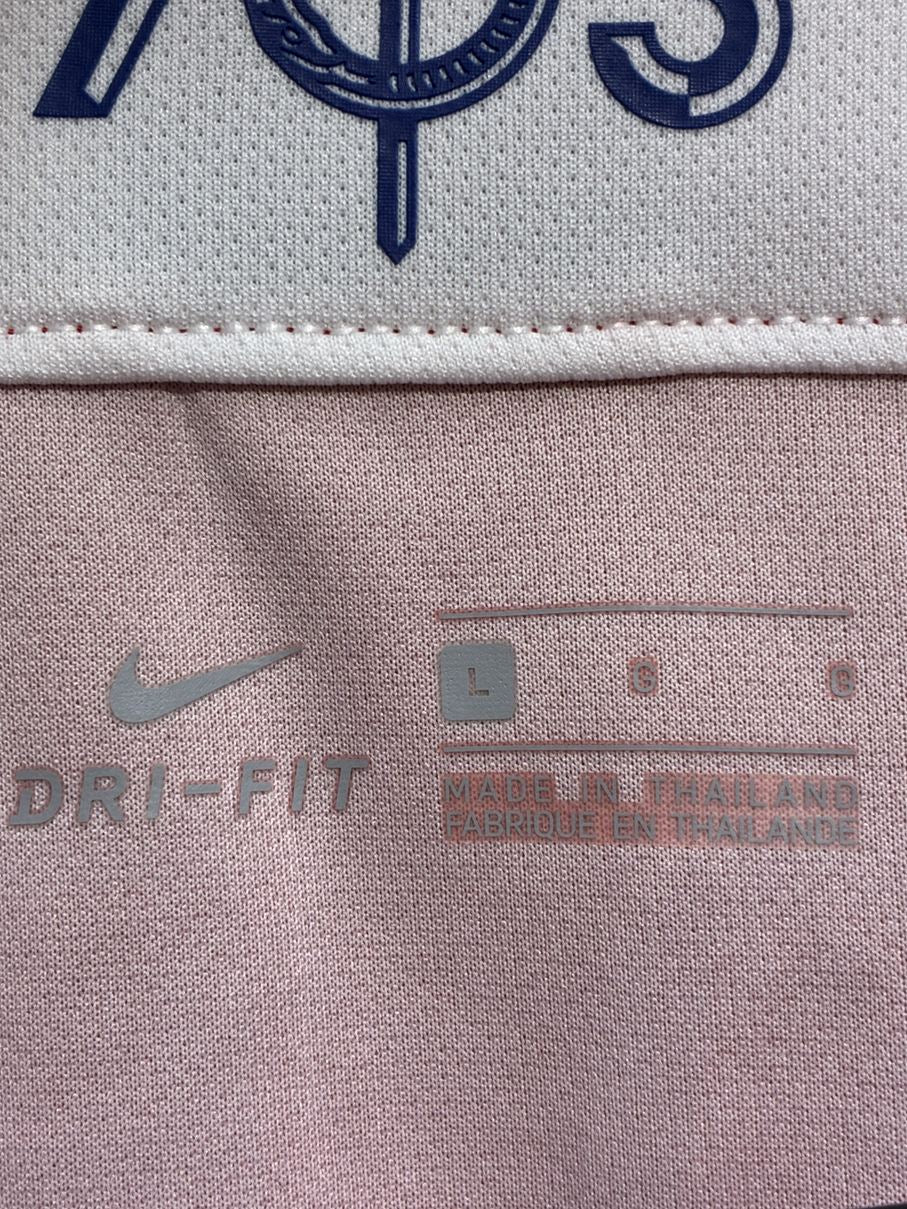 L G G
DRI-FIT
MADE IN THAILAND
FABRIQUE EN THAILANDE